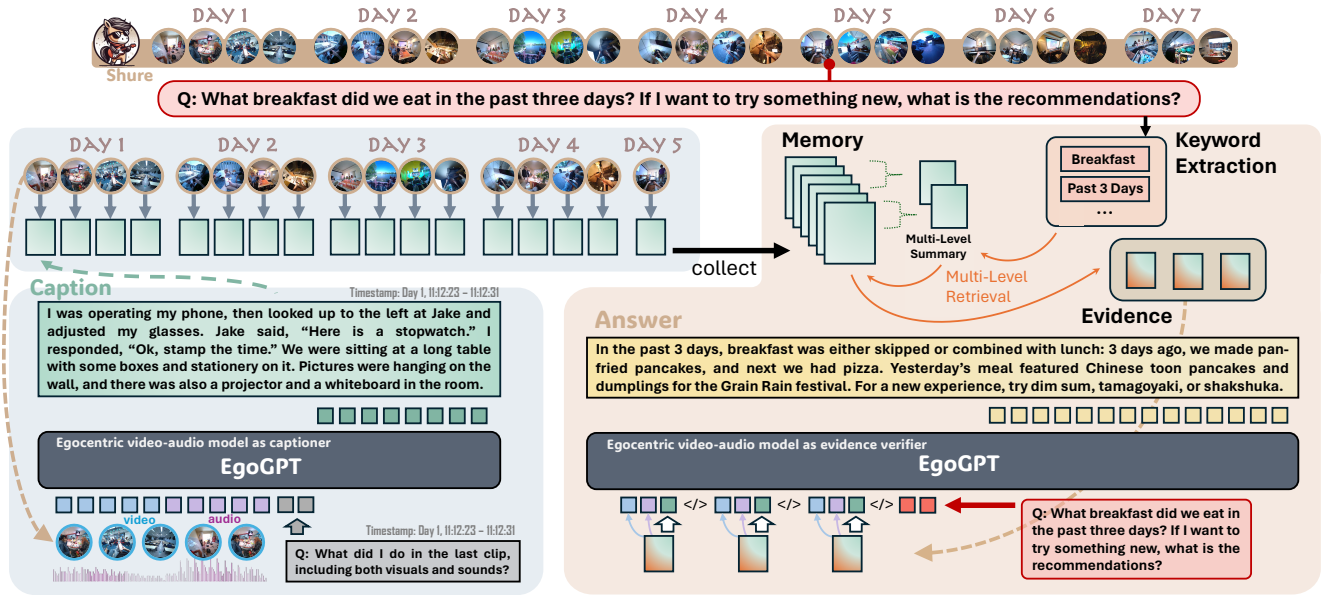 DAY 1 DAY 2 DAY 3 DAY 4 DAY 5 DAY 6 DAY 7
Shure
Q: What breakfast did we eat in the past three days? If I want to try something new, what is the recommendations?
DAY 1 DAY 2 DAY 3 DAY 4 DAY 5
collect
Memory
Multi-Level
Summary
Keyword
Extraction
Breakfast
Past 3 Days
...
Multi-Level
Retrieval
Evidence
Caption
Timestamp: Day 1, 11:12:23 – 11:12:31
I was operating my phone, then looked up to the left at Jake and
adjusted my glasses. Jake said, “Here is a stopwatch.” I
responded, “Ok, stamp the time.” We were sitting at a long table
with some boxes and stationery on it. Pictures were hanging on the
wall, and there was also a projector and a whiteboard in the room.
Egocentric video-audio model as captioner
EgoGPT
video audio
Timestamp: Day 1, 11:12:23 – 11:12:31
Q: What did I do in the last clip,
including both visuals and sounds?
Answer
In the past 3 days, breakfast was either skipped or combined with lunch: 3 days ago, we made pan-
fried pancakes, and next we had pizza. Yesterday’s meal featured Chinese toon pancakes and
dumplings for the Grain Rain festival. For a new experience, try dim sum, tamagoyaki, or shakshuka.
Egocentric video-audio model as evidence verifier
EgoGPT
</> </> </>
Q: What breakfast did we eat in
the past three days? If I want to
try something new, what is the
recommendations?